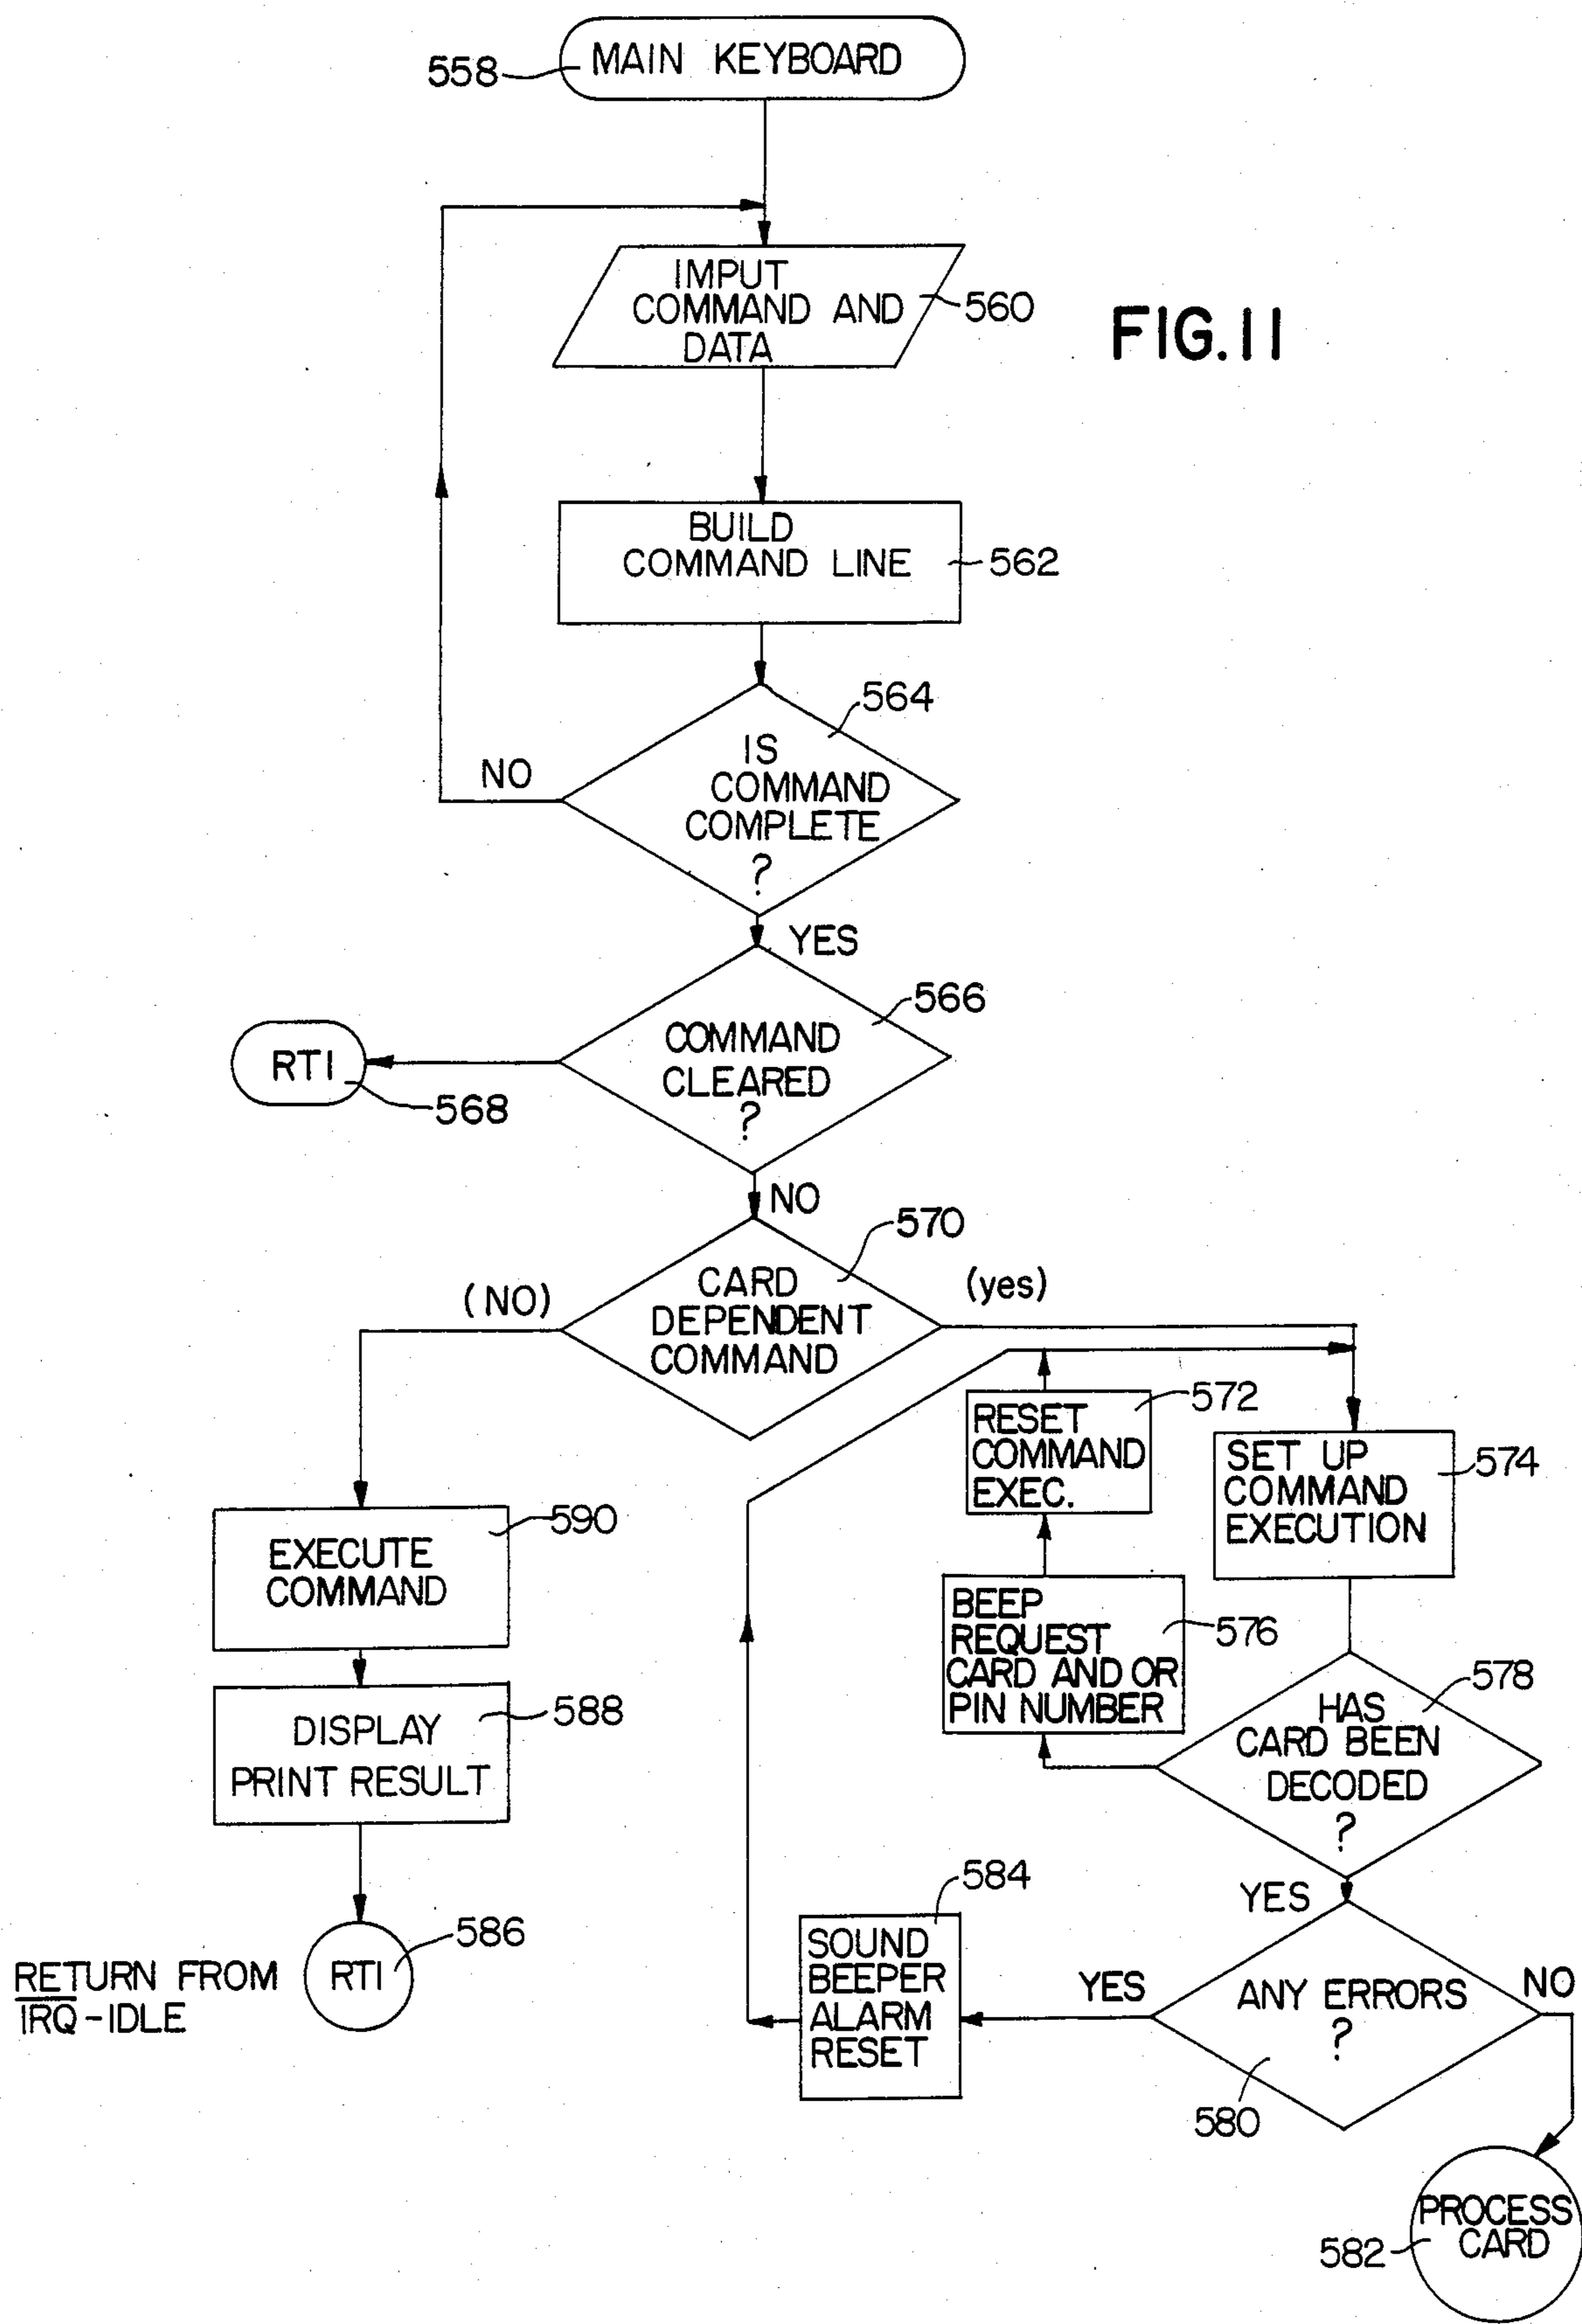 MAIN KEYBOARD
558
IMPUT
COMMAND AND
DATA
560
FIG. 11
BUILD
COMMAND LINE
562
564
IS
COMMAND
COMPLETE
?
NO
YES
566
COMMAND
CLEARED
?
RTI
568
NO
570
CARD
DEPENDENT
COMMAND
(NO)
(yes)
572
RESET
COMMAND
EXEC.
SET UP
COMMAND
EXECUTION
574
590
EXECUTE
COMMAND
BEEP
REQUEST
CARD AND OR
PIN NUMBER
576
578
HAS
CARD BEEN
DECODED
?
588
DISPLAY
PRINT RESULT
YES
584
SOUND
BEEPER
ALARM
RESET
YES
ANY ERRORS
?
NO
580
586
RTI
RETURN FROM
IRQ-IDLE
PROCESS
CARD
582